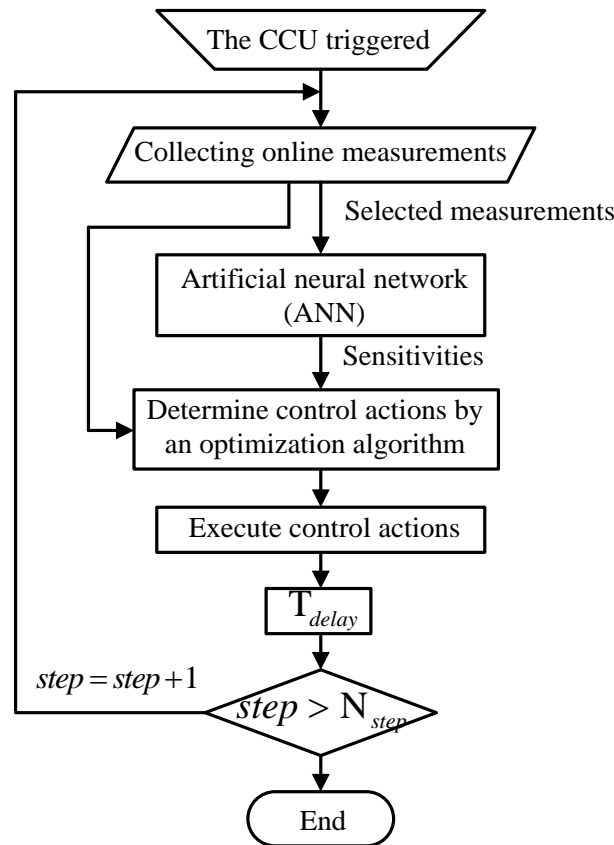 The CCU triggered
Collecting online measurements
Selected measurements
Artificial neural network
(ANN)
Sensitivities
Determine control actions by
an optimization algorithm
Execute control actions
T_delay
step = step+1
step > N_step
End